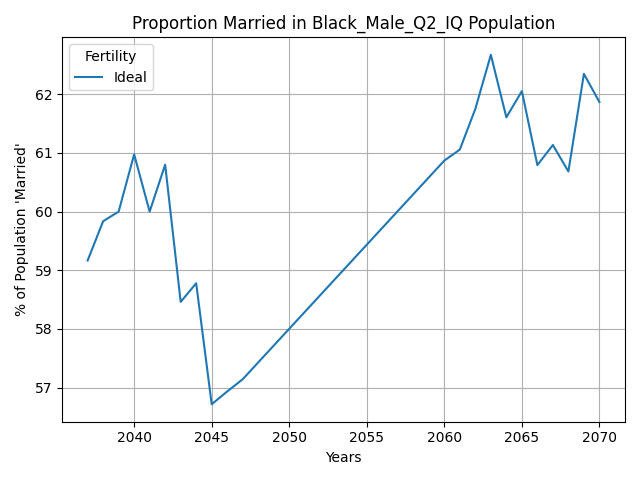 Proportion Married in Black_Male_Q2_IQ Population
Fertility
Ideal
% of Population 'Married'
62
61
60
59
58
57
2040 2045 2050 2055 2060 2065 2070
Years